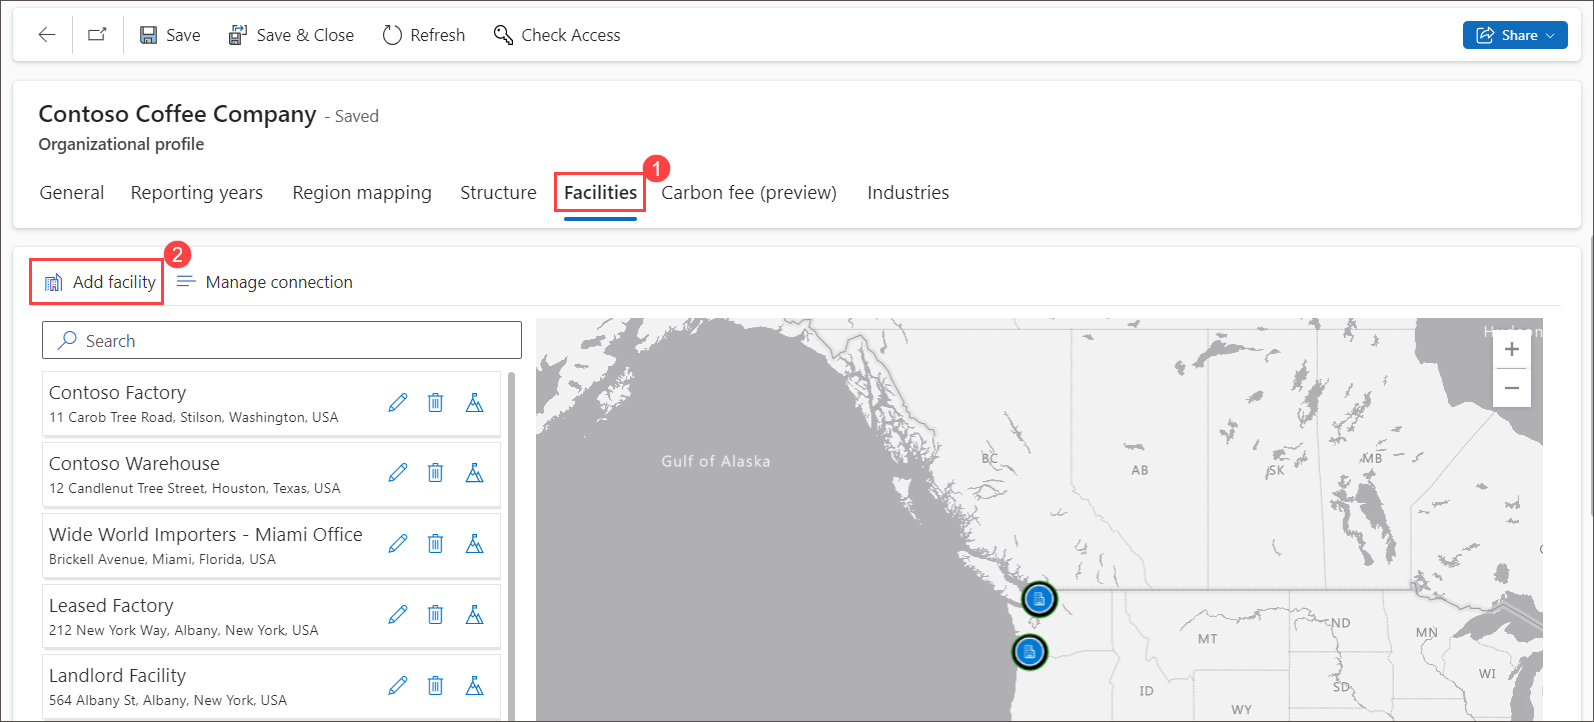 Save
Save & Close
Refresh
Check Access
Share
Contoso Coffee Company - Saved
Organizational profile
1
General
Reporting years
Region mapping
Structure
Facilities
Carbon fee (preview)
Industries
2
Add facility
Manage connection
Search
Contoso Factory
11 Carob Tree Road, Stilson, Washington, USA
Contoso Warehouse
12 Candlenut Tree Street, Houston, Texas, USA
Wide World Importers - Miami Office
Brickell Avenue, Miami, Florida, USA
Leased Factory
212 New York Way, Albany, New York, USA
Landlord Facility
564 Albany St, Albany, New York, USA
Gulf of Alaska
BC
AB
SK
MB
MT
ND
MN
ID
SD
WI
WY